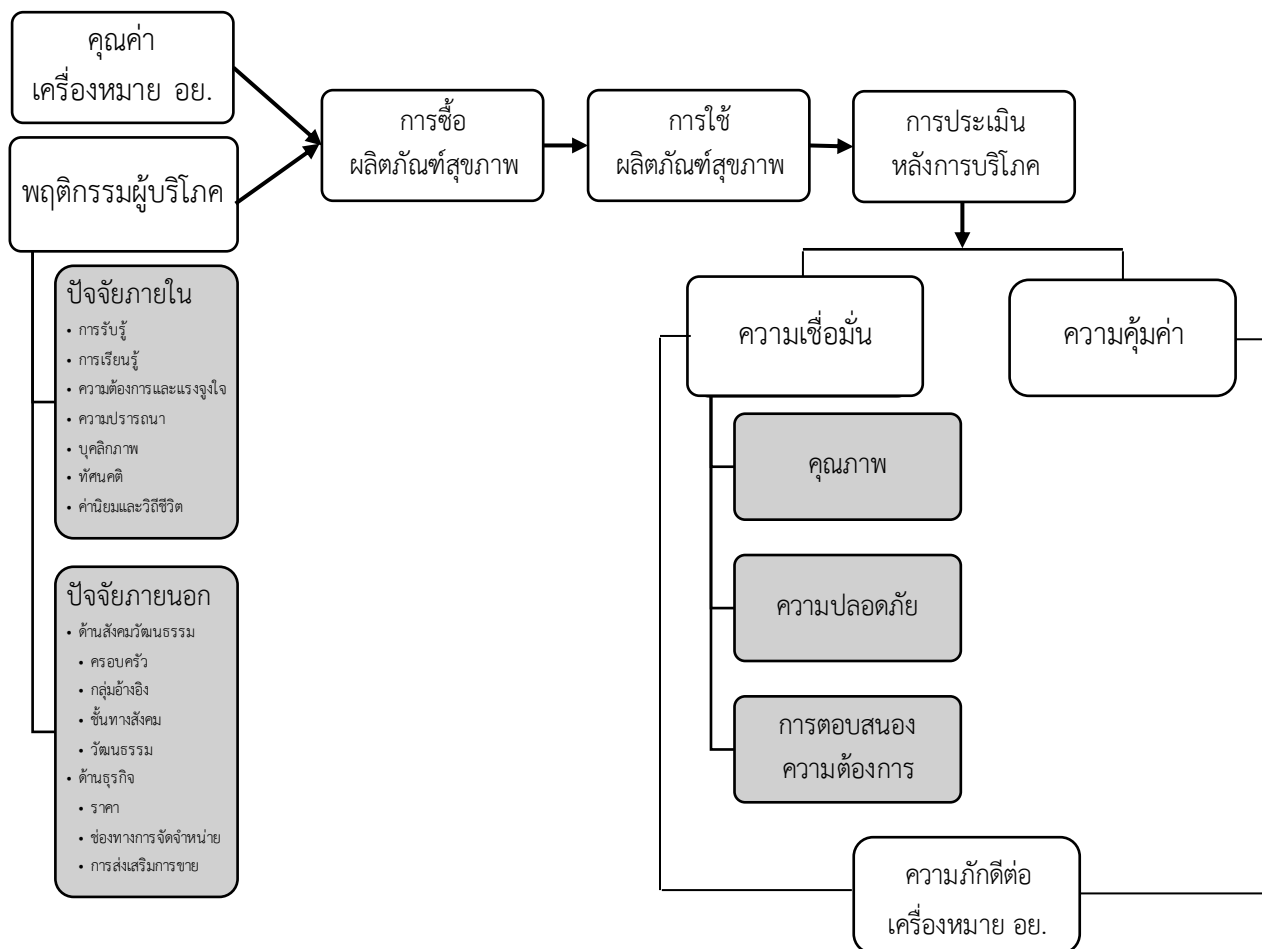 คุณค่า
เครื่องหมาย อย.
พฤติกรรมผู้บริโภค
การซื้อ
ผลิตภัณฑ์สุขภาพ
การใช้
ผลิตภัณฑ์สุขภาพ
การประเมิน
หลังการบริโภค
ปัจจัยภายใน
• การรับรู้
• การเรียนรู้
• ความต้องการและแรงจูงใจ
• ความปรารถนา
• บุคลิกภาพ
• ทัศนคติ
• ค่านิยมและวิถีชีวิต
ปัจจัยภายนอก
• ด้านสังคมวัฒนธรรม
• ครอบครัว
• กลุ่มอ้างอิง
• ชั้นทางสังคม
• วัฒนธรรม
• ด้านธุรกิจ
• ราคา
• ช่องทางการจัดจำหน่าย
• การส่งเสริมการขาย
ความเชื่อมั่น
ความคุ้มค่า
คุณภาพ
ความปลอดภัย
การตอบสนอง
ความต้องการ
ความภักดีต่อ
เครื่องหมาย อย.